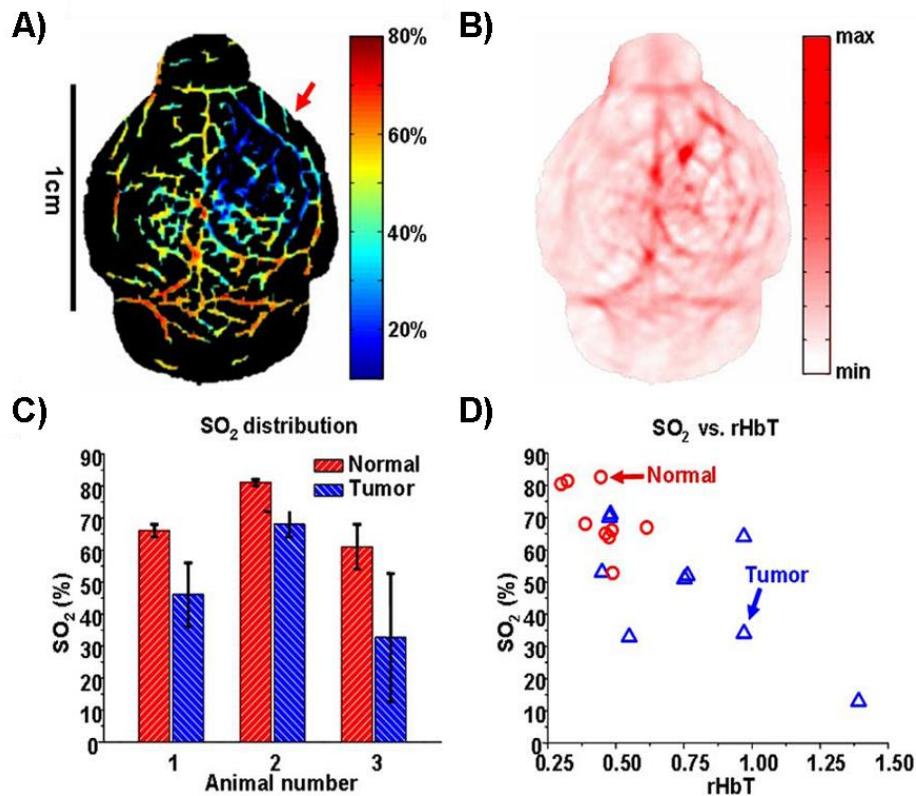 A)
80%
60%
40%
20%
1cm
B)
max
min
C)
SO2 distribution
Normal
Tumor
90
80
70
60
50
40
30
20
10
0
SO2 (%)
1 2 3
Animal number
D)
SO2 vs. rHbT
Normal
Tumor
90
80
70
60
50
40
30
20
10
0
SO2 (%)
0.25 0.50 0.75 1.00 1.25 1.50
rHbT